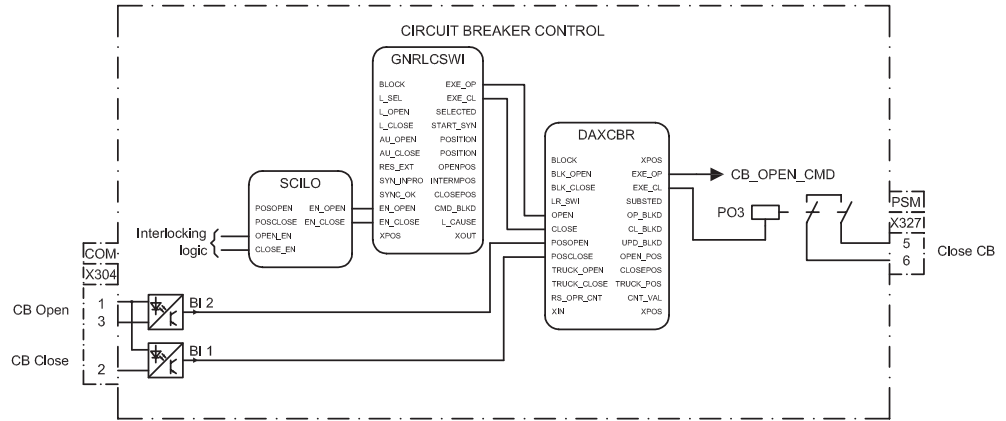 CIRCUIT BREAKER CONTROL
GNRLCSWI
BLOCK EXE_OP
L_SEL EXE_CL
L_OPEN SELECTED
L_CLOSE START_SYN
AU_OPEN POSITION
AU_CLOSE POSITION
RES_EXT OPENPOS
SYN_INPRO INTERMPOS
SYNC_OK CLOSEPOS
EN_OPEN CMD_BLKD
EN_CLOSE L_CAUSE
XPOS XOUT
SCILO
POSOPEN EN_OPEN
POSCLOSE EN_CLOSE
OPEN_EN
CLOSE_EN
Interlocking
logic
DAXCBR
BLOCK XPOS
BLK_OPEN EXE_OP
BLK_CLOSE EXE_CL
LR_SWI SUBSTED
OPEN OP_BLKD
CLOSE CL_BLKD
POSOPEN UPD_BLKD
POSCLOSE OPEN_POS
TRUCK_OPEN CLOSEPOS
TRUCK_CLOSE TRUCK_POS
RS_OPR_CNT CNT_VAL
XIN XPOS
CB_OPEN_CMD
PO3
PSM
X327
5
6
Close CB
COM
X304
CB Open
1
3
BI 2
CB Close
2
BI 1